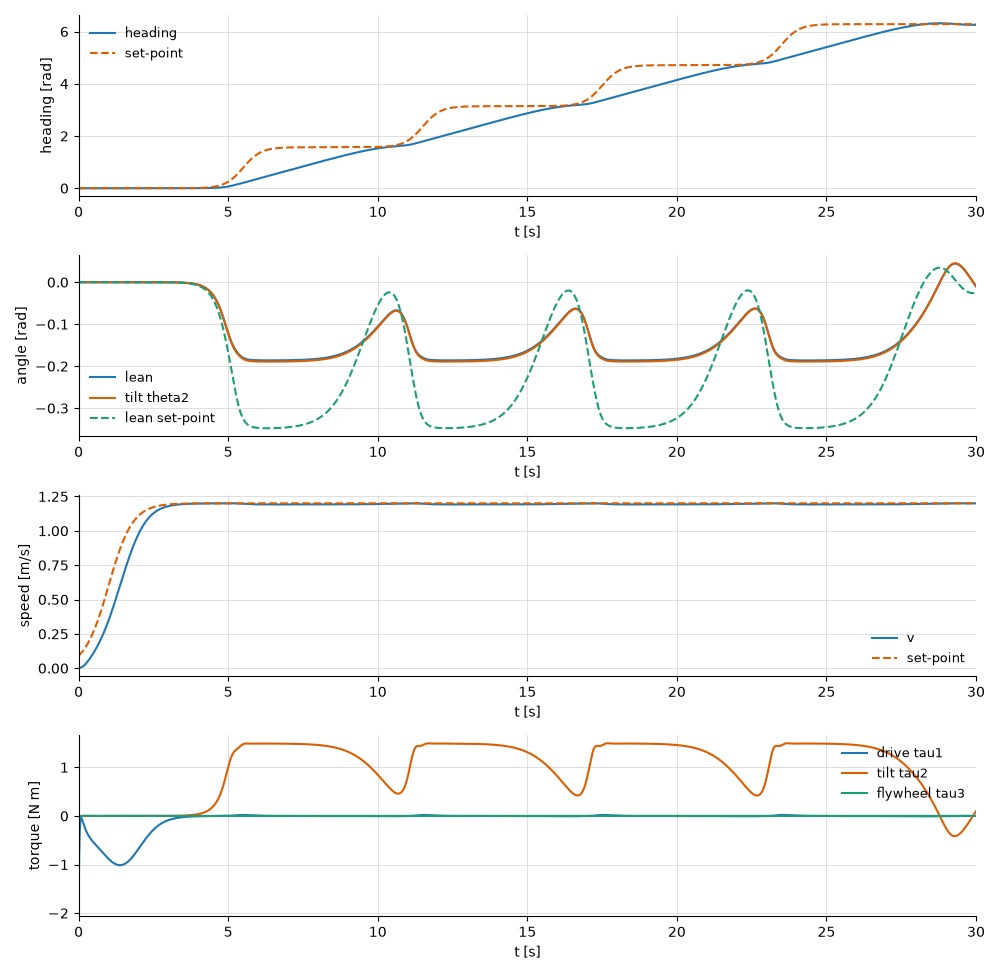 heading [rad]
6
4
2
0
heading
set-point
0
5
10
15
20
25
30
t [s]
angle [rad]
0.0
−0.1
−0.2
−0.3
lean
tilt theta2
lean set-point
0
5
10
15
20
25
30
t [s]
speed [m/s]
1.25
1.00
0.75
0.50
0.25
0.00
v
set-point
0
5
10
15
20
25
30
t [s]
torque [N m]
1
0
−1
−2
drive tau1
tilt tau2
flywheel tau3
0
5
10
15
20
25
30
t [s]